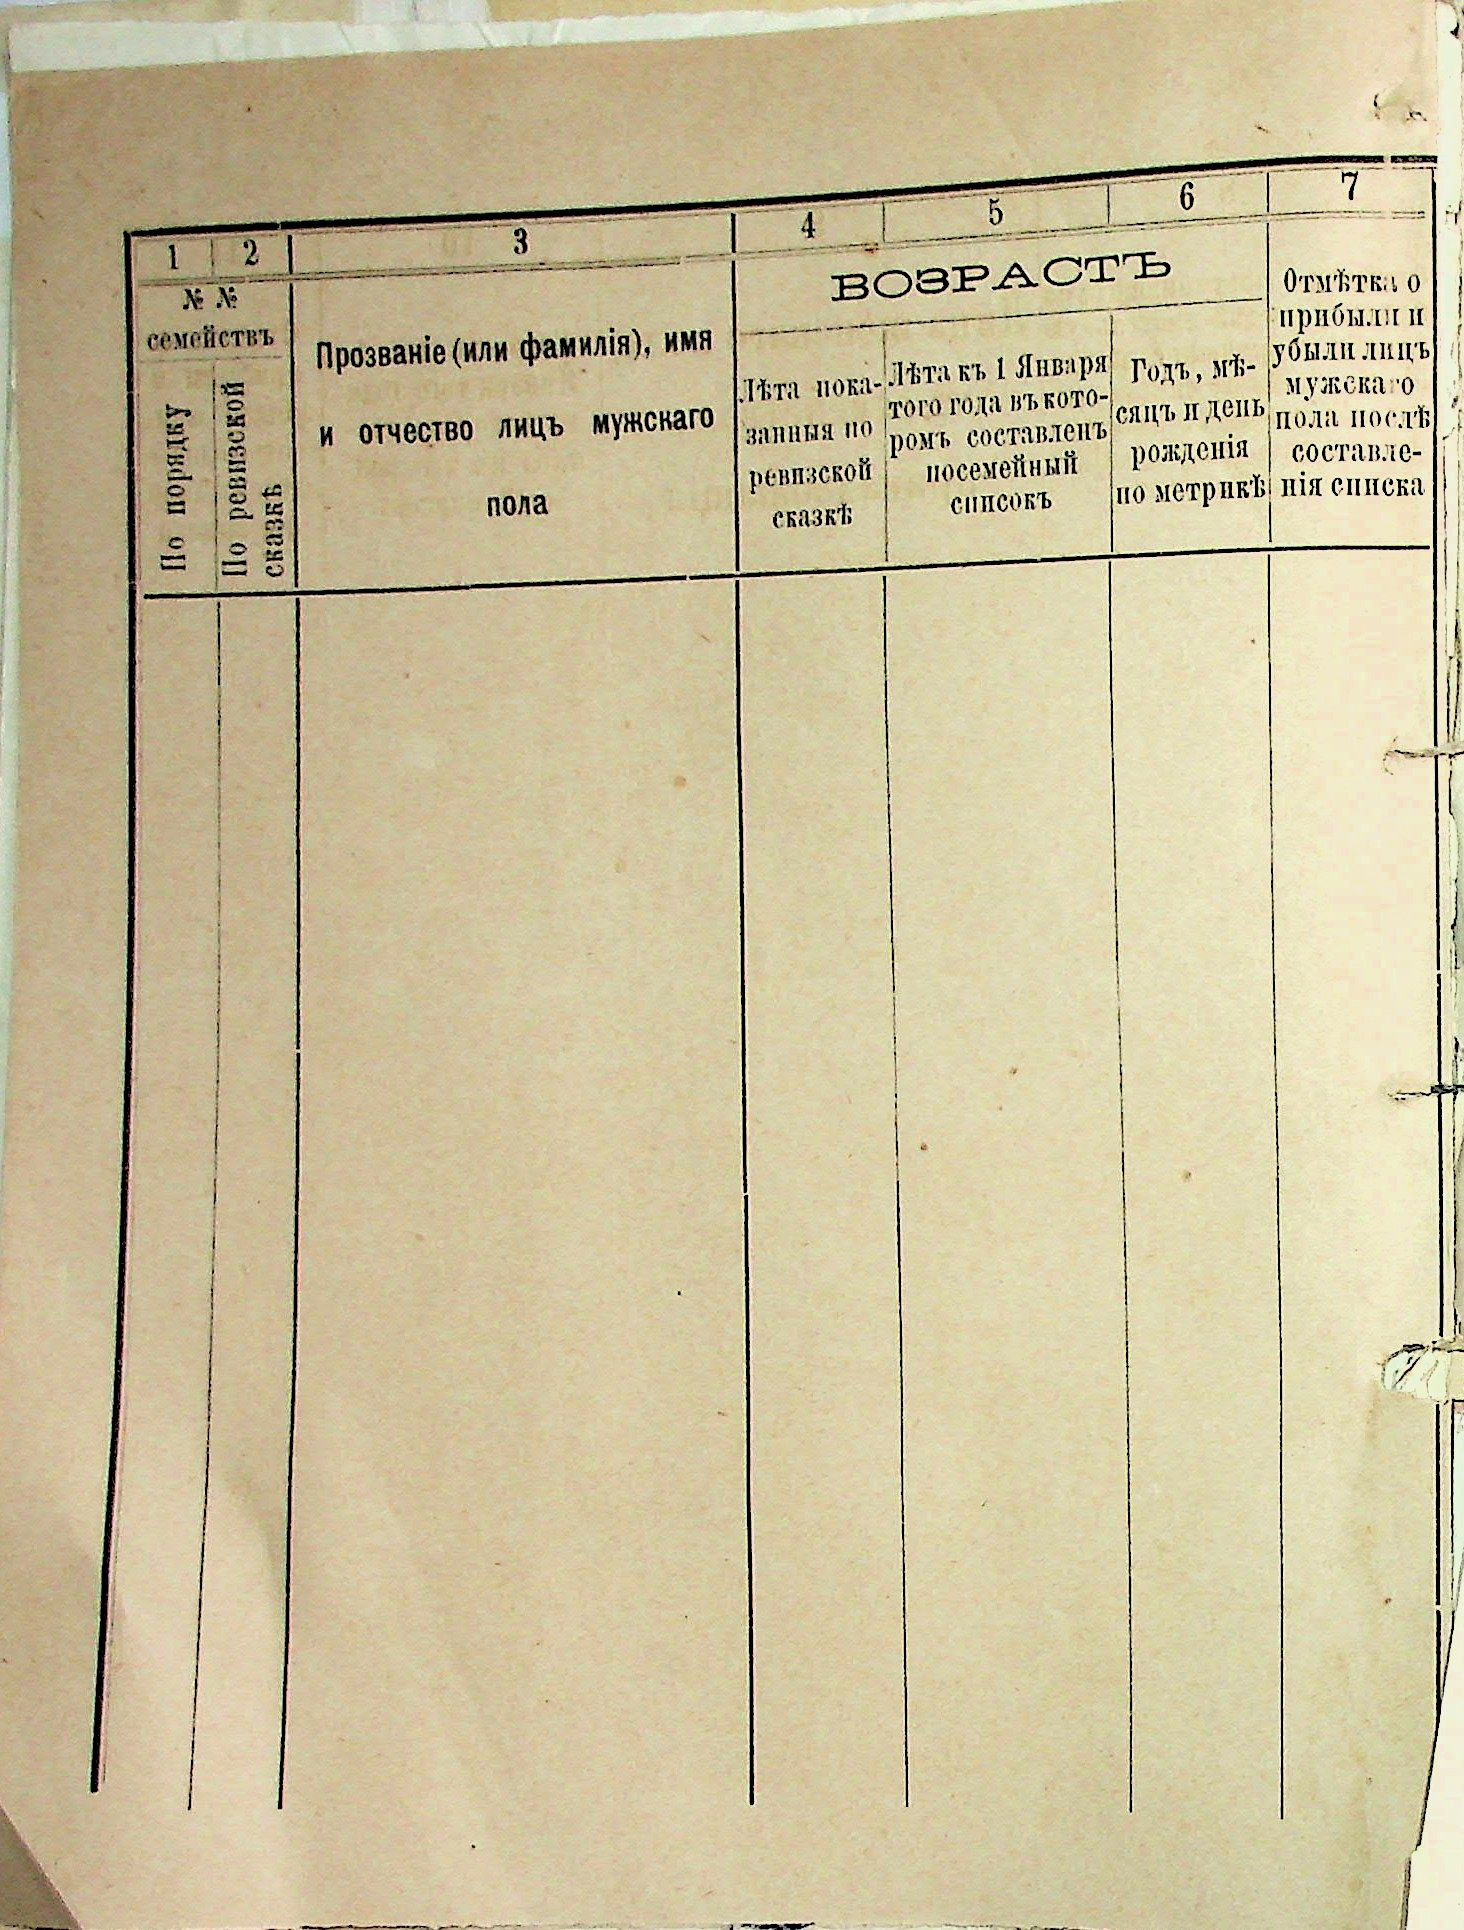 1 2 3 4 5 6 7
№ № семействъ
По порядку
По ревизской
сказкѣ
Прозваніе (или фамилія), имя
и отчество лицъ мужскаго
пола
ВОЗРАСТЪ
Лѣта пока-
занныя по
ревизской
сказкѣ
Лѣта къ 1 Января
того года въ кото-
ромъ составленъ
посемейный
списокъ
Годъ, мѣ-
сяцъ и день
рожденія
по метрикѣ
Отмѣтка о
прибыли и
убыли лицъ
мужскаго
пола послѣ
составле-
нія списка